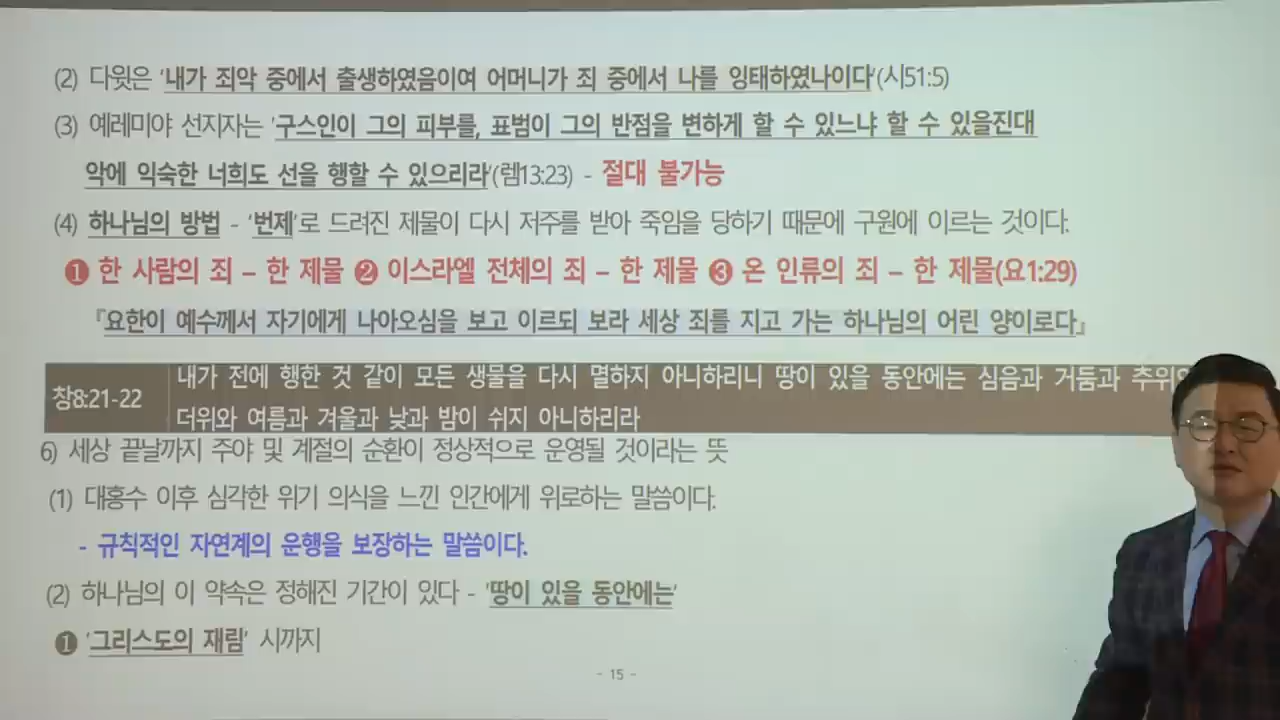 (2) 다윗은 '내가 죄악 중에서 출생하였음이여 어머니가 죄 중에서 나를 잉태하였나이다'(시51:5)
(3) 예레미야 선지자는 '구스인이 그의 피부를, 표범이 그의 반점을 변하게 할 수 있느냐 할 수 있을진대
악에 익숙한 너희도 선을 행할 수 있으리라'(렘13:23) - 절대 불가능
(4) 하나님의 방법 - '번제'로 드려진 제물이 다시 저주를 받아 죽임을 당하기 때문에 구원에 이르는 것이다.
❶ 한 사람의 죄 – 한 제물 ❷ 이스라엘 전체의 죄 – 한 제물 ❸ 온 인류의 죄 – 한 제물(요1:29)
『요한이 예수께서 자기에게 나아오심을 보고 이르되 보라 세상 죄를 지고 가는 하나님의 어린 양이로다』
창8:21-22
내가 전에 행한 것 같이 모든 생물을 다시 멸하지 아니하리니 땅이 있을 동안에는 심음과 거둠과
더위와 여름과 겨울과 낮과 밤이 쉬지 아니하리라
6) 세상 끝날까지 주야 및 계절의 순환이 정상적으로 운영될 것이라는 뜻
(1) 대홍수 이후 심각한 위기 의식을 느낀 인간에게 위로하는 말씀이다.
- 규칙적인 자연계의 운행을 보장하는 말씀이다.
(2) 하나님의 이 약속은 정해진 기간이 있다 - '땅이 있을 동안에는'
❶ '그리스도의 재림' 시까지
- 15 -